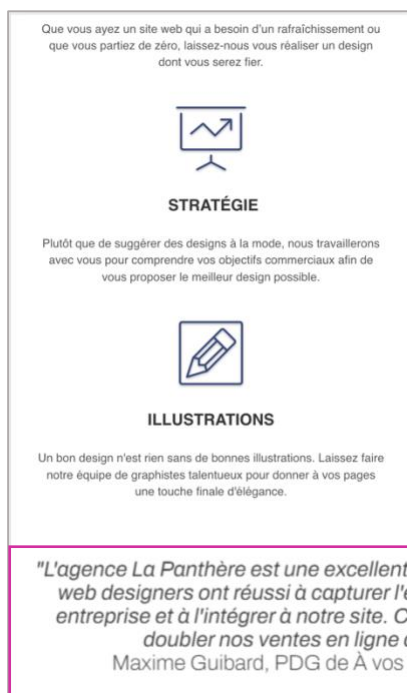 Que vous ayez un site web qui a besoin d'un rafraîchissement ou
que vous partiez de zéro, laissez-nous vous réaliser un design
dont vous serez fier.
STRATÉGIE
Plutôt que de suggérer des designs à la mode, nous travaillerons
avec vous pour comprendre vos objectifs commerciaux afin de
vous proposer le meilleur design possible.
ILLUSTRATIONS
Un bon design n'est rien sans de bonnes illustrations. Laissez faire
notre équipe de graphistes talentueux pour donner à vos pages
une touche finale d'élégance.
"L'agence La Panthère est une excellent
web designers ont réussi à capturer l'e
entreprise et à l'intégrer à notre site. C
doubler nos ventes en ligne
Maxime Guibard, PDG de À vos